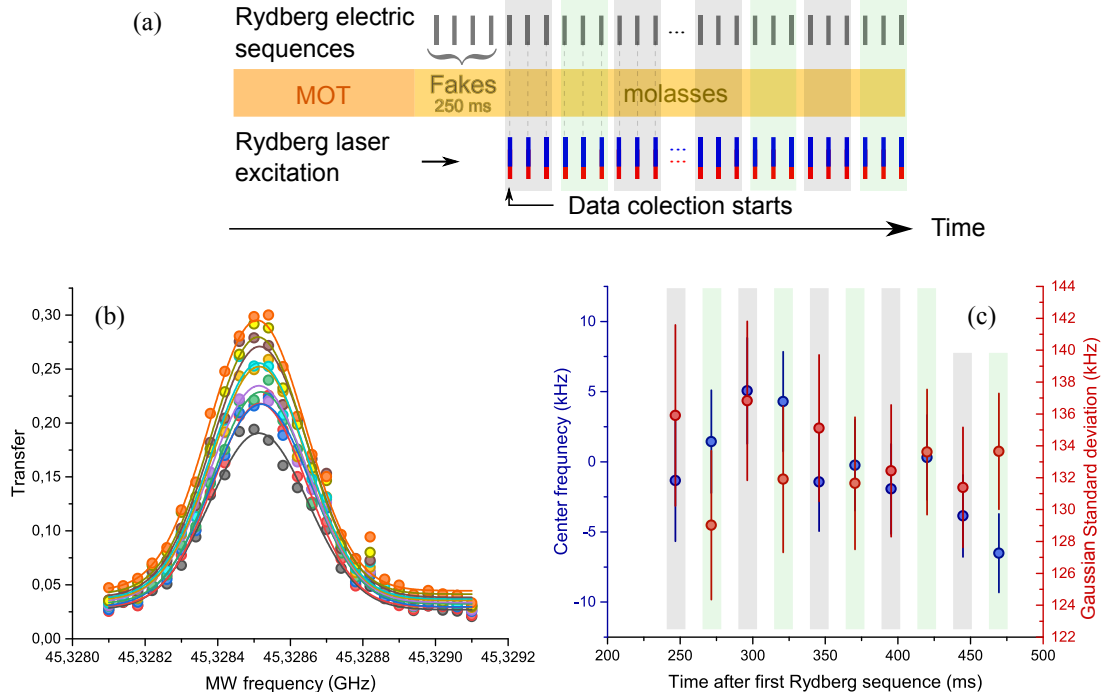 (a)
Rydberg electric
sequences
...
MOT
Fakes
250 ms
molasses
Rydberg laser
excitation
...
...
Data colection starts
Time
(b)
0,30
0,25
0,20
0,15
0,10
0,05
0,00
Transfer
45,3280 45,3282 45,3284 45,3286 45,3288 45,3290 45,3292
MW frequency (GHz)
(c)
10
5
0
-5
-10
Center frequnecy (kHz)
144
142
140
138
136
134
132
130
128
126
124
122
Gaussian Standard deviation (kHz)
200 250 300 350 400 450 500
Time after first Rydberg sequence (ms)